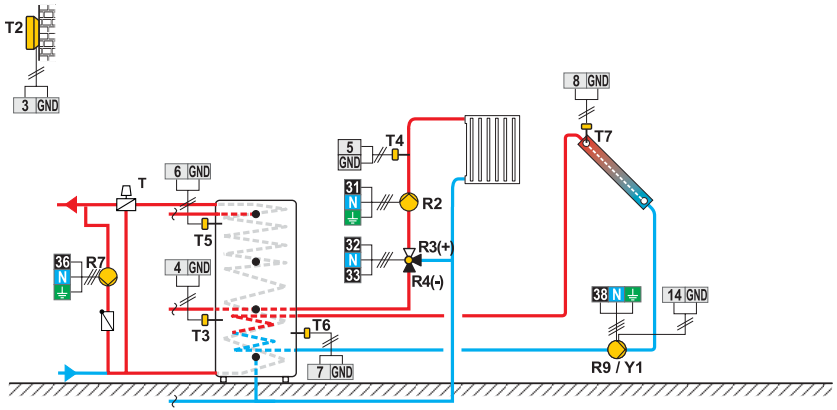 T2
3 GND
8 GND
T7
5
GND
T4
31
N
R2
6 GND
T
T5
32
N
33
R3(+)
R4(-)
36
N
R7
4 GND
T3
T6
7 GND
38 N
14 GND
R9 / Y1